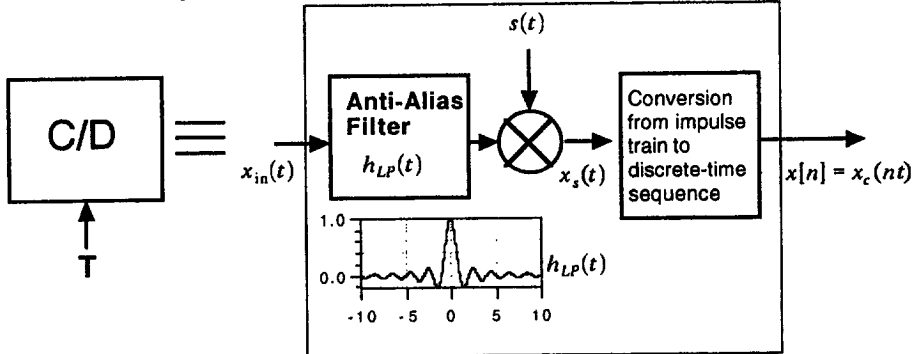 s(t)
C/D
T
x_in(t)
Anti-Alias
Filter
h_LP(t)
x_s(t)
Conversion
from impulse
train to
discrete-time
sequence
x[n] = x_c(nt)
1.0
0.0
h_LP(t)
-10 -5 0 5 10